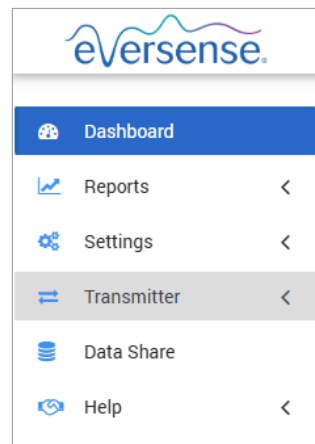 eversense.
Dashboard
Reports
Settings
Transmitter
Data Share
Help